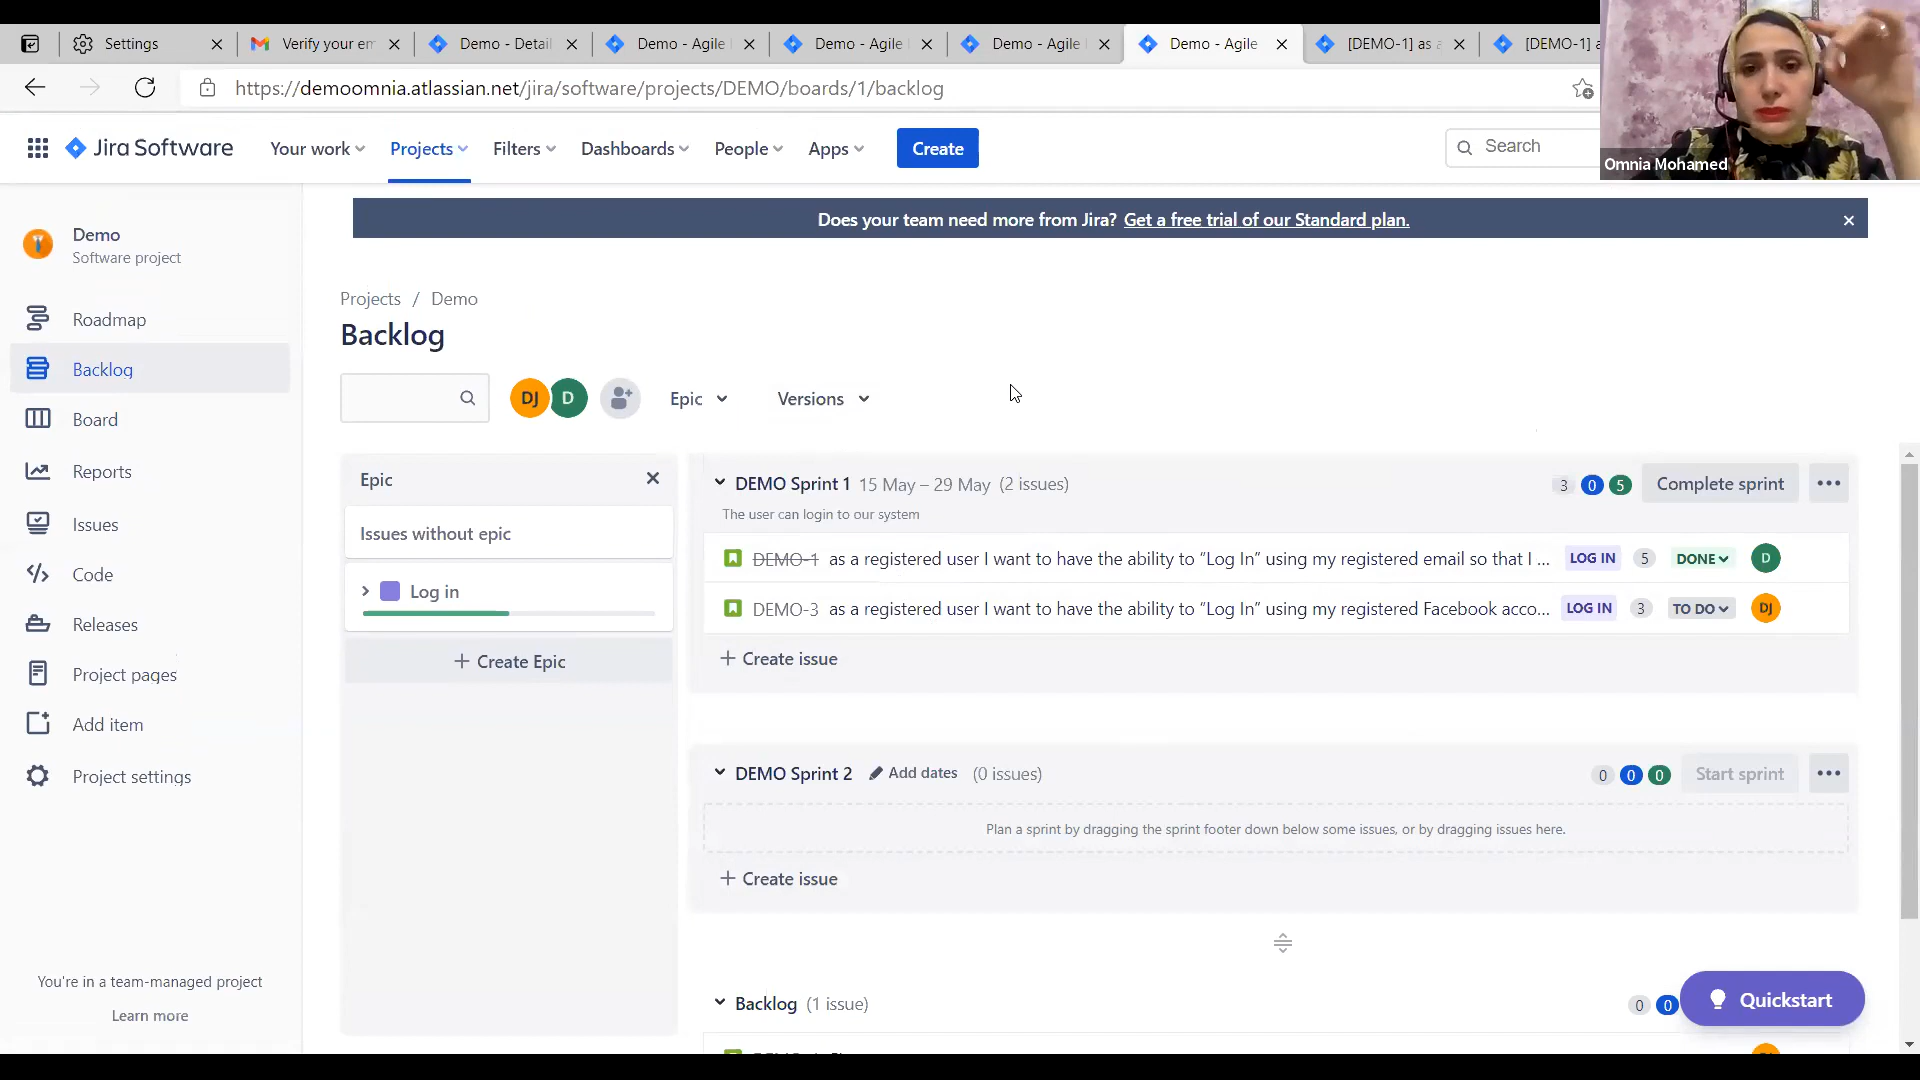 Settings
Verify your em
Demo - Detail
Demo - Agile
Demo - Agile
Demo - Agile
Demo - Agile
[DEMO-1] as a
[DEMO-1] a
https://demoomnia.atlassian.net/jira/software/projects/DEMO/boards/1/backlog
Omnia Mohamed
Jira Software
Your work
Projects
Filters
Dashboards
People
Apps
Create
Search
Does your team need more from Jira? Get a free trial of our Standard plan.
Demo
Software project
Roadmap
Backlog
Board
Reports
Issues
Code
Releases
Project pages
Add item
Project settings
You're in a team-managed project
Learn more
Projects / Demo
Backlog
DJ D
Epic
Versions
Epic
Issues without epic
Log in
+ Create Epic
DEMO Sprint 1 15 May – 29 May (2 issues)
3 0 5 Complete sprint
The user can login to our system
DEMO-1 as a registered user I want to have the ability to “Log In” using my registered email so that I ... LOG IN 5 DONE D
DEMO-3 as a registered user I want to have the ability to “Log In” using my registered Facebook acco... LOG IN 3 TO DO DJ
+ Create issue
DEMO Sprint 2 Add dates (0 issues)
0 0 0 Start sprint
Plan a sprint by dragging the sprint footer down below some issues, or by dragging issues here.
+ Create issue
Backlog (1 issue)
0 0
Quickstart